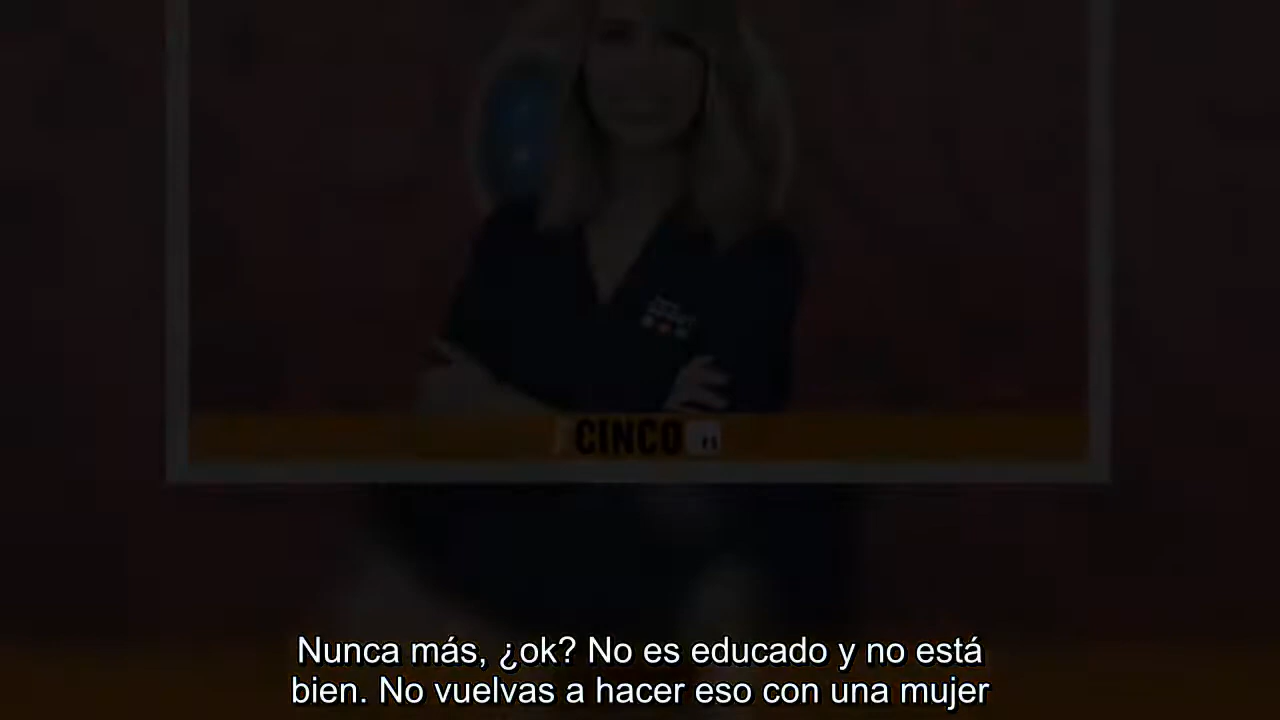 CINCO
Nunca más, ¿ok? No es educado y no está
bien. No vuelvas a hacer eso con una mujer